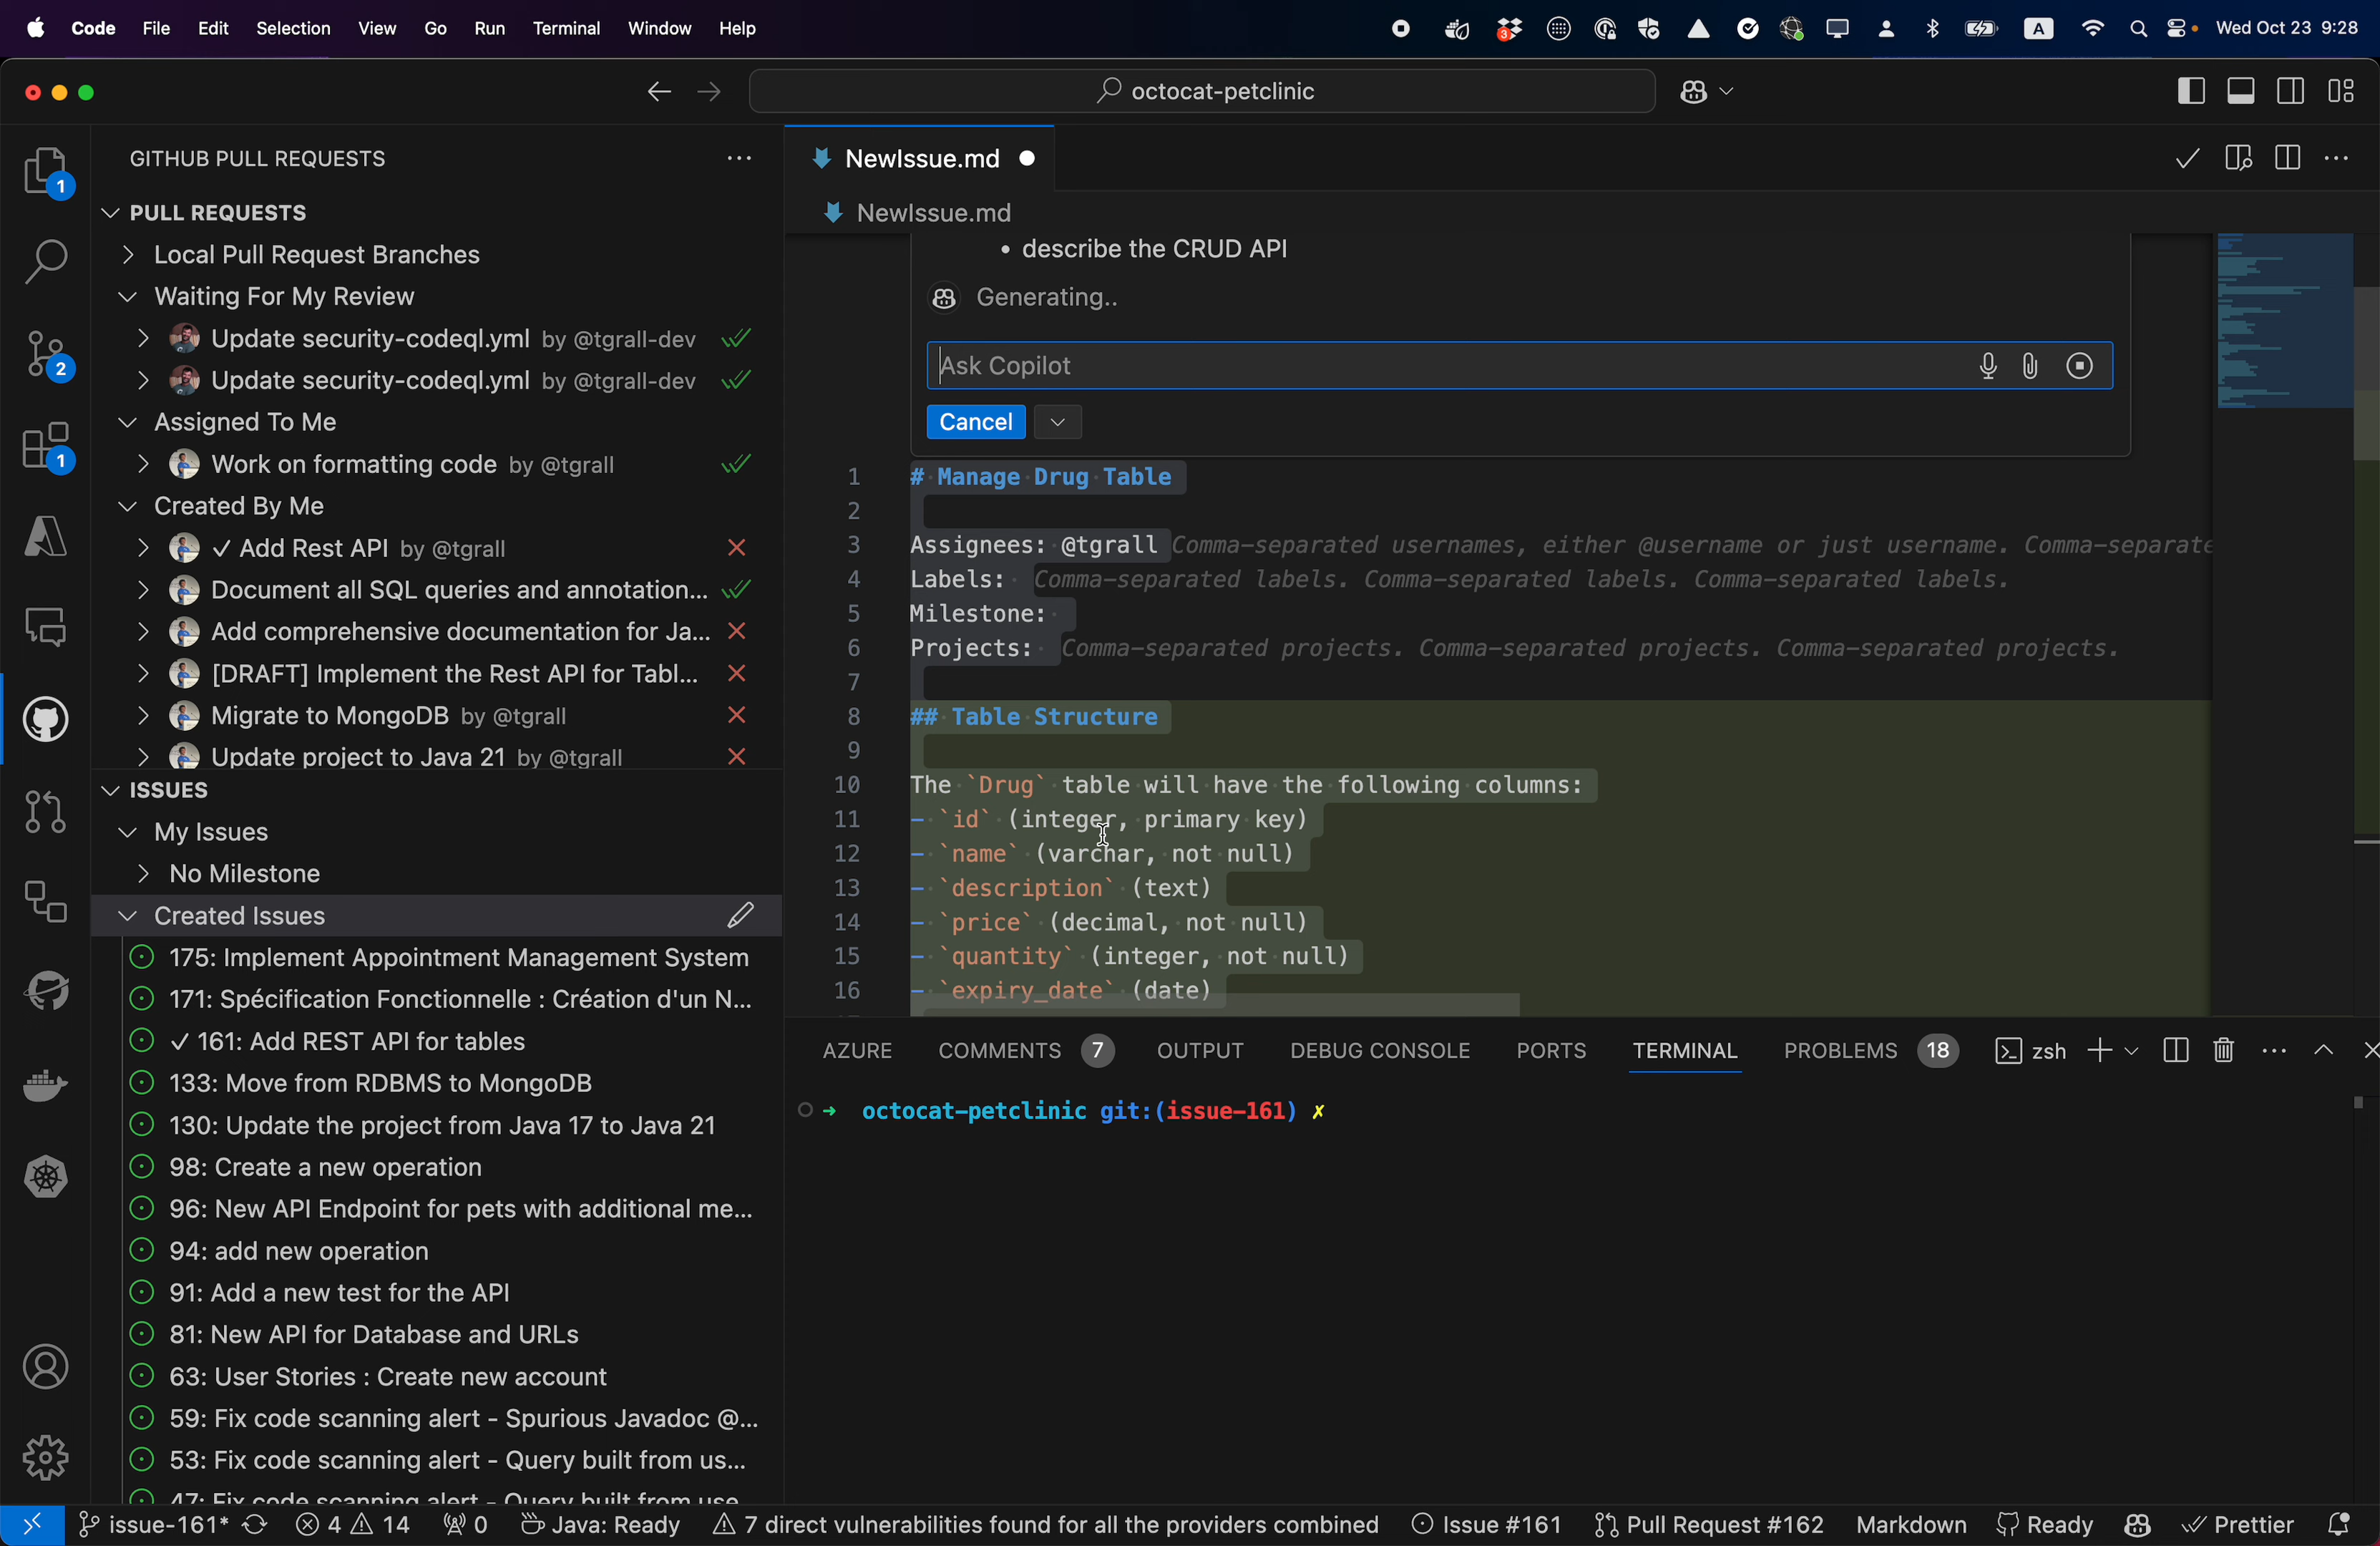 Code File Edit Selection View Go Run Terminal Window Help
3 A Wed Oct 23 9:28
octocat-petclinic
1
2
1
GITHUB PULL REQUESTS
PULL REQUESTS
Local Pull Request Branches
Waiting For My Review
Update security-codeql.yml by @tgrall-dev
Update security-codeql.yml by @tgrall-dev
Assigned To Me
Work on formatting code by @tgrall
Created By Me
✓ Add Rest API by @tgrall
Document all SQL queries and annotation...
Add comprehensive documentation for Ja...
[DRAFT] Implement the Rest API for Tabl...
Migrate to MongoDB by @tgrall
Update project to Java 21 by @tgrall
ISSUES
My Issues
No Milestone
Created Issues
175: Implement Appointment Management System
171: Spécification Fonctionnelle : Création d'un N...
✓ 161: Add REST API for tables
133: Move from RDBMS to MongoDB
130: Update the project from Java 17 to Java 21
98: Create a new operation
96: New API Endpoint for pets with additional me...
94: add new operation
91: Add a new test for the API
81: New API for Database and URLs
63: User Stories : Create new account
59: Fix code scanning alert - Spurious Javadoc @...
53: Fix code scanning alert - Query built from us...
47: Fix code scanning alert - Query built from use
NewIssue.md
NewIssue.md
• describe the CRUD API
Generating..
Ask Copilot
Cancel
1 # Manage Drug Table
2
3 Assignees: @tgrall Comma-separated usernames, either @username or just username. Comma-separate
4 Labels: Comma-separated labels. Comma-separated labels. Comma-separated labels.
5 Milestone:
6 Projects: Comma-separated projects. Comma-separated projects. Comma-separated projects.
7
8 ## Table Structure
9
10 The `Drug` table will have the following columns:
11 - `id` (integer, primary key)
12 - `name` (varchar, not null)
13 - `description` (text)
14 - `price` (decimal, not null)
15 - `quantity` (integer, not null)
16 - `expiry_date` (date)
AZURE COMMENTS 7 OUTPUT DEBUG CONSOLE PORTS TERMINAL PROBLEMS 18 zsh
➜ octocat-petclinic git:(issue-161) ✗
issue-161* 4 14 0 Java: Ready 7 direct vulnerabilities found for all the providers combined Issue #161 Pull Request #162 Markdown Ready Prettier